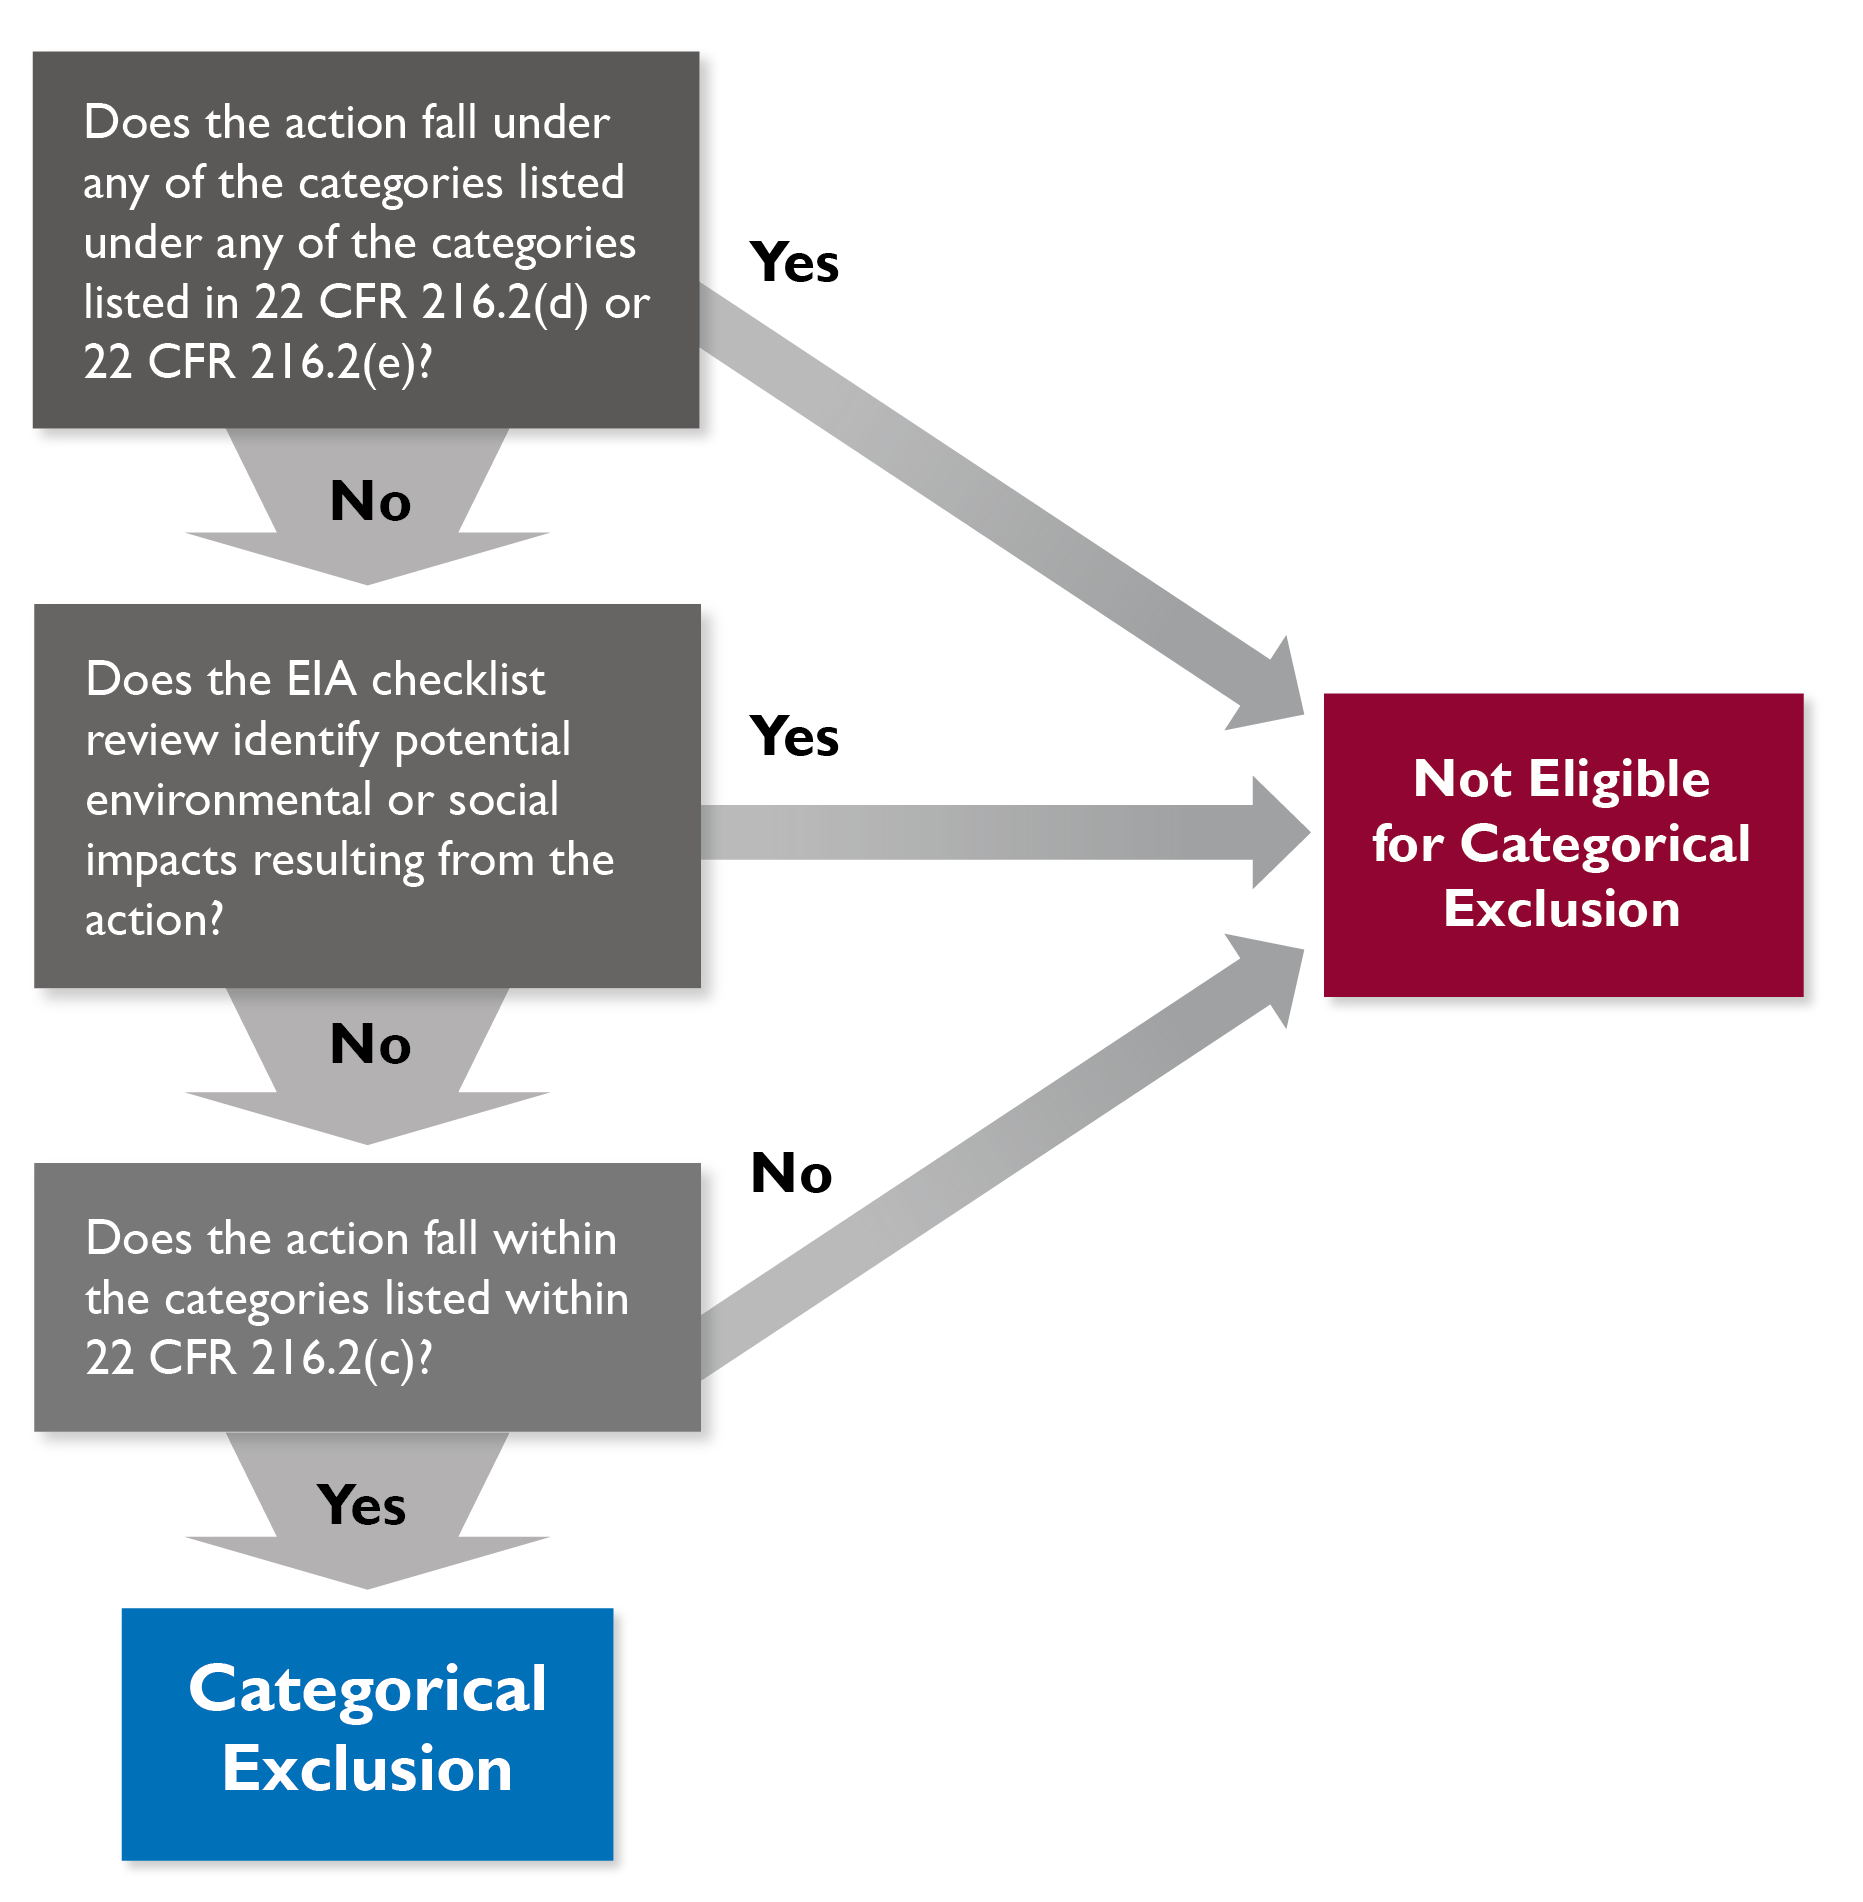 Does the action fall under
any of the categories listed
under any of the categories
listed in 22 CFR 216.2(d) or
22 CFR 216.2(e)?
Yes
No
Does the EIA checklist
review identify potential
environmental or social
impacts resulting from the
action?
Yes
Not Eligible
for Categorical
Exclusion
No
Does the action fall within
the categories listed within
22 CFR 216.2(c)?
No
Yes
Categorical
Exclusion